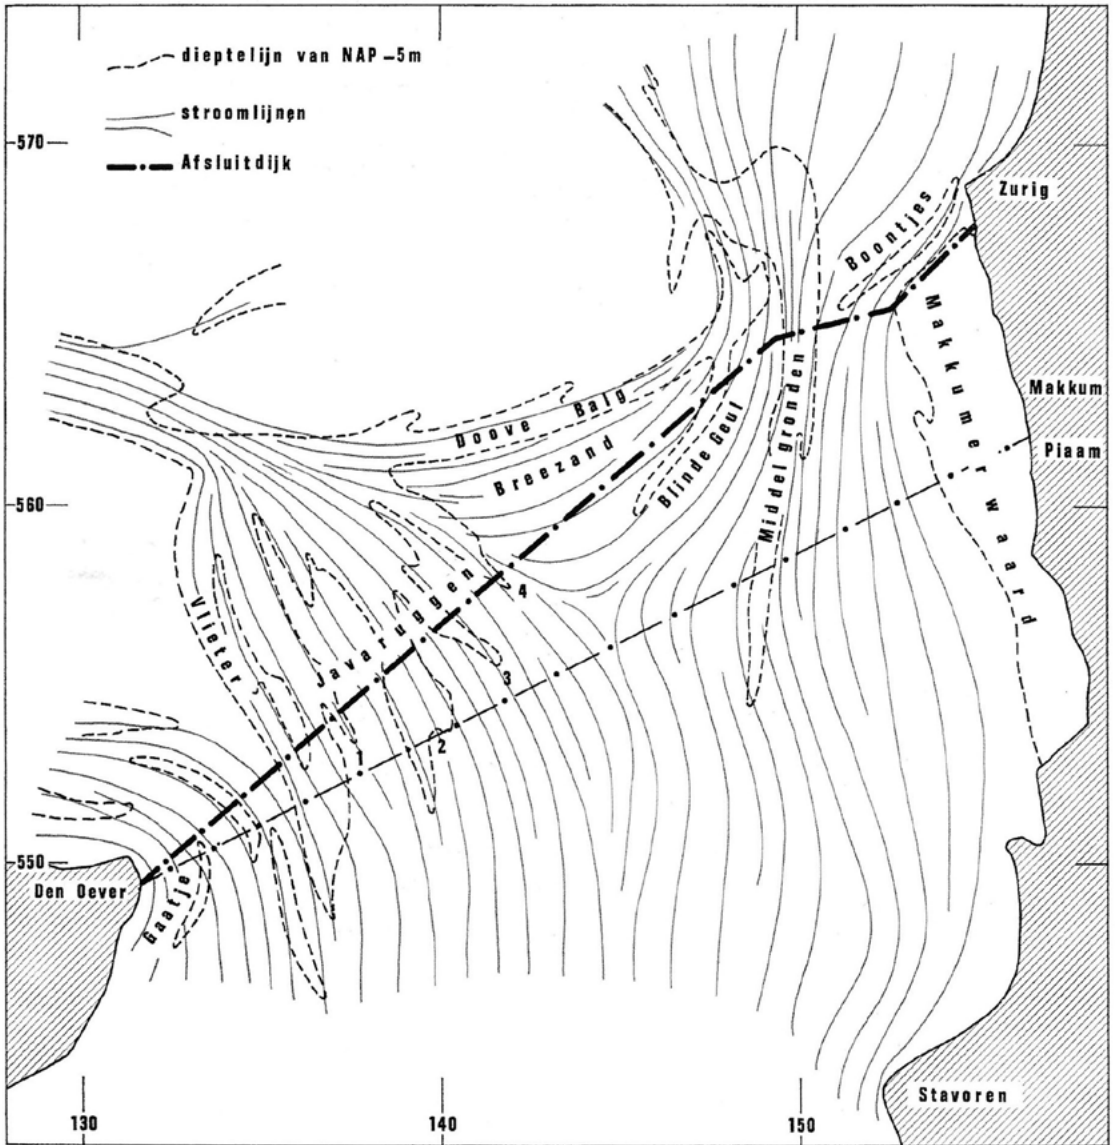 dieptelijn van NAP -5m
stroomlijnen
Afsluitdijk
-570
Zurig
Boontjes
Makkumerwaard
Makkum
Piaam
Doove Balg
Breezand
Blinde Geul
Middelgronden
-560
4
Javaruggen
Vlieter
3
2
1
-550
Den Oever
Gaatje
Stavoren
130
140
150